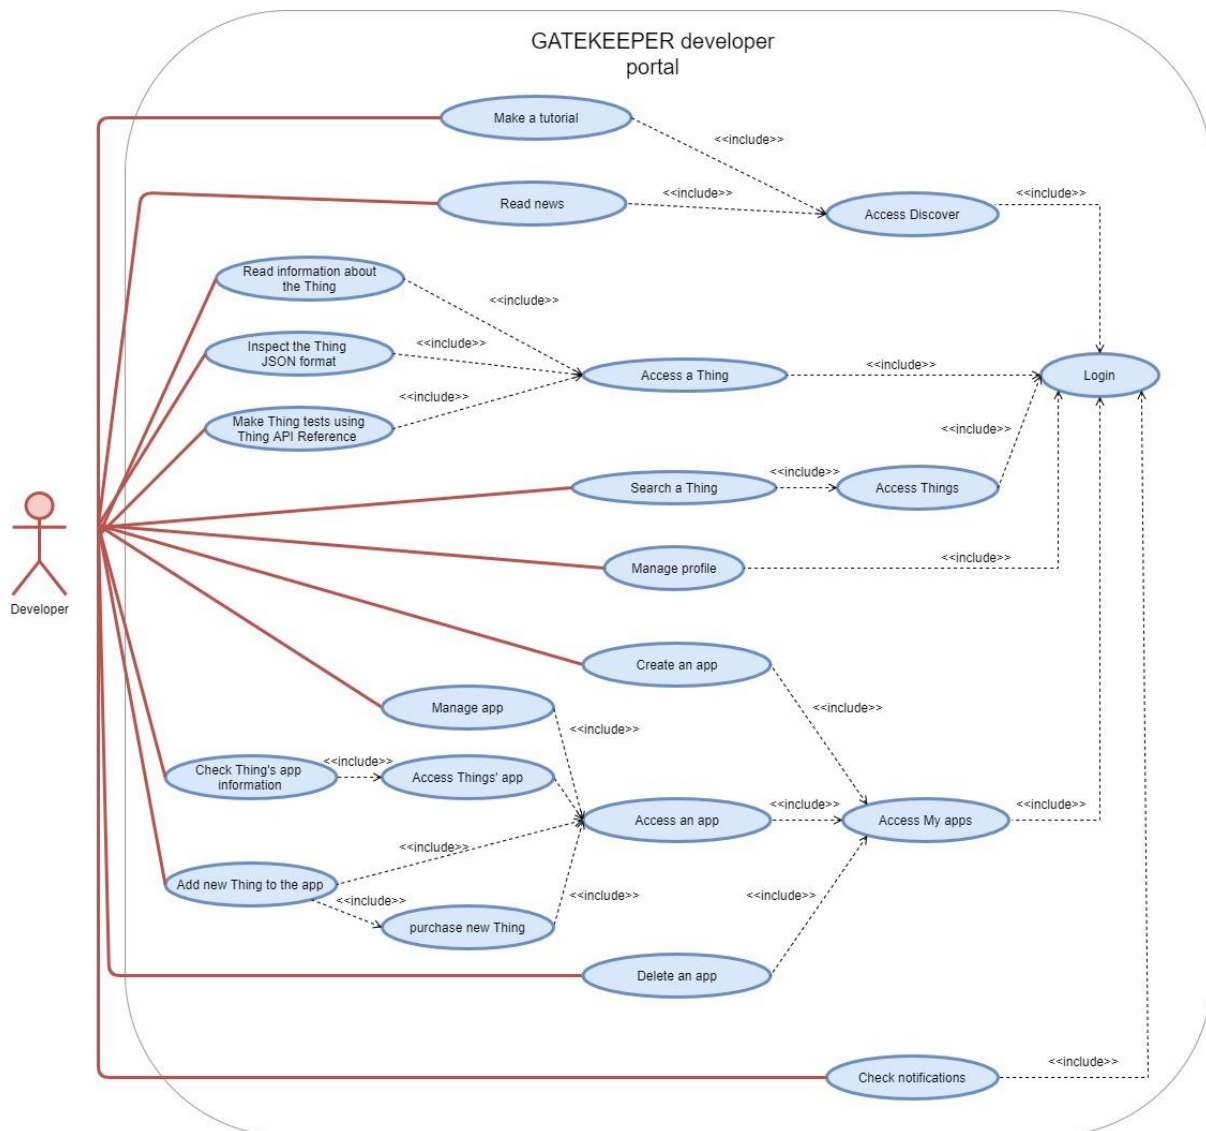 GATEKEEPER developer
portal
Make a tutorial
<<include>>
Read news
<<include>>
Access Discover
<<include>>
Read information about
the Thing
<<include>>
Inspect the Thing
JSON format
<<include>>
Make Thing tests using
Thing API Reference
<<include>>
Access a Thing
<<include>>
Login
Search a Thing
<<include>>
Access Things
<<include>>
Developer
Manage profile
<<include>>
Create an app
<<include>>
Manage app
<<include>>
Check Thing's app
information
<<include>>
Access Things' app
Access an app
<<include>>
Access My apps
<<include>>
Add new Thing to the app
<<include>>
<<include>>
purchase new Thing
<<include>>
Delete an app
<<include>>
Check notifications
<<include>>